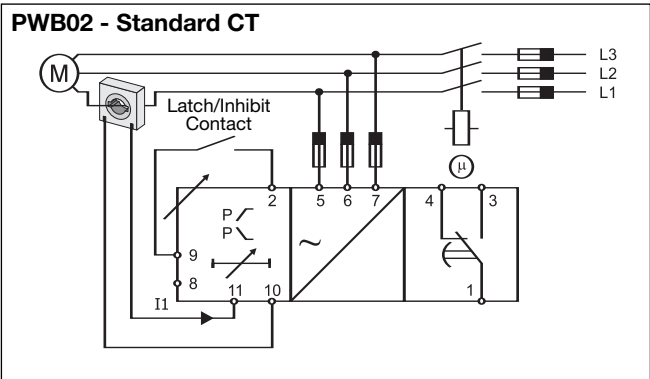 PWB02 - Standard CT
L3
M
L2
L1
Latch/Inhibit
Contact
µ
2
5
6
7
4
3
P
P
~
9
8
11
10
1
I1